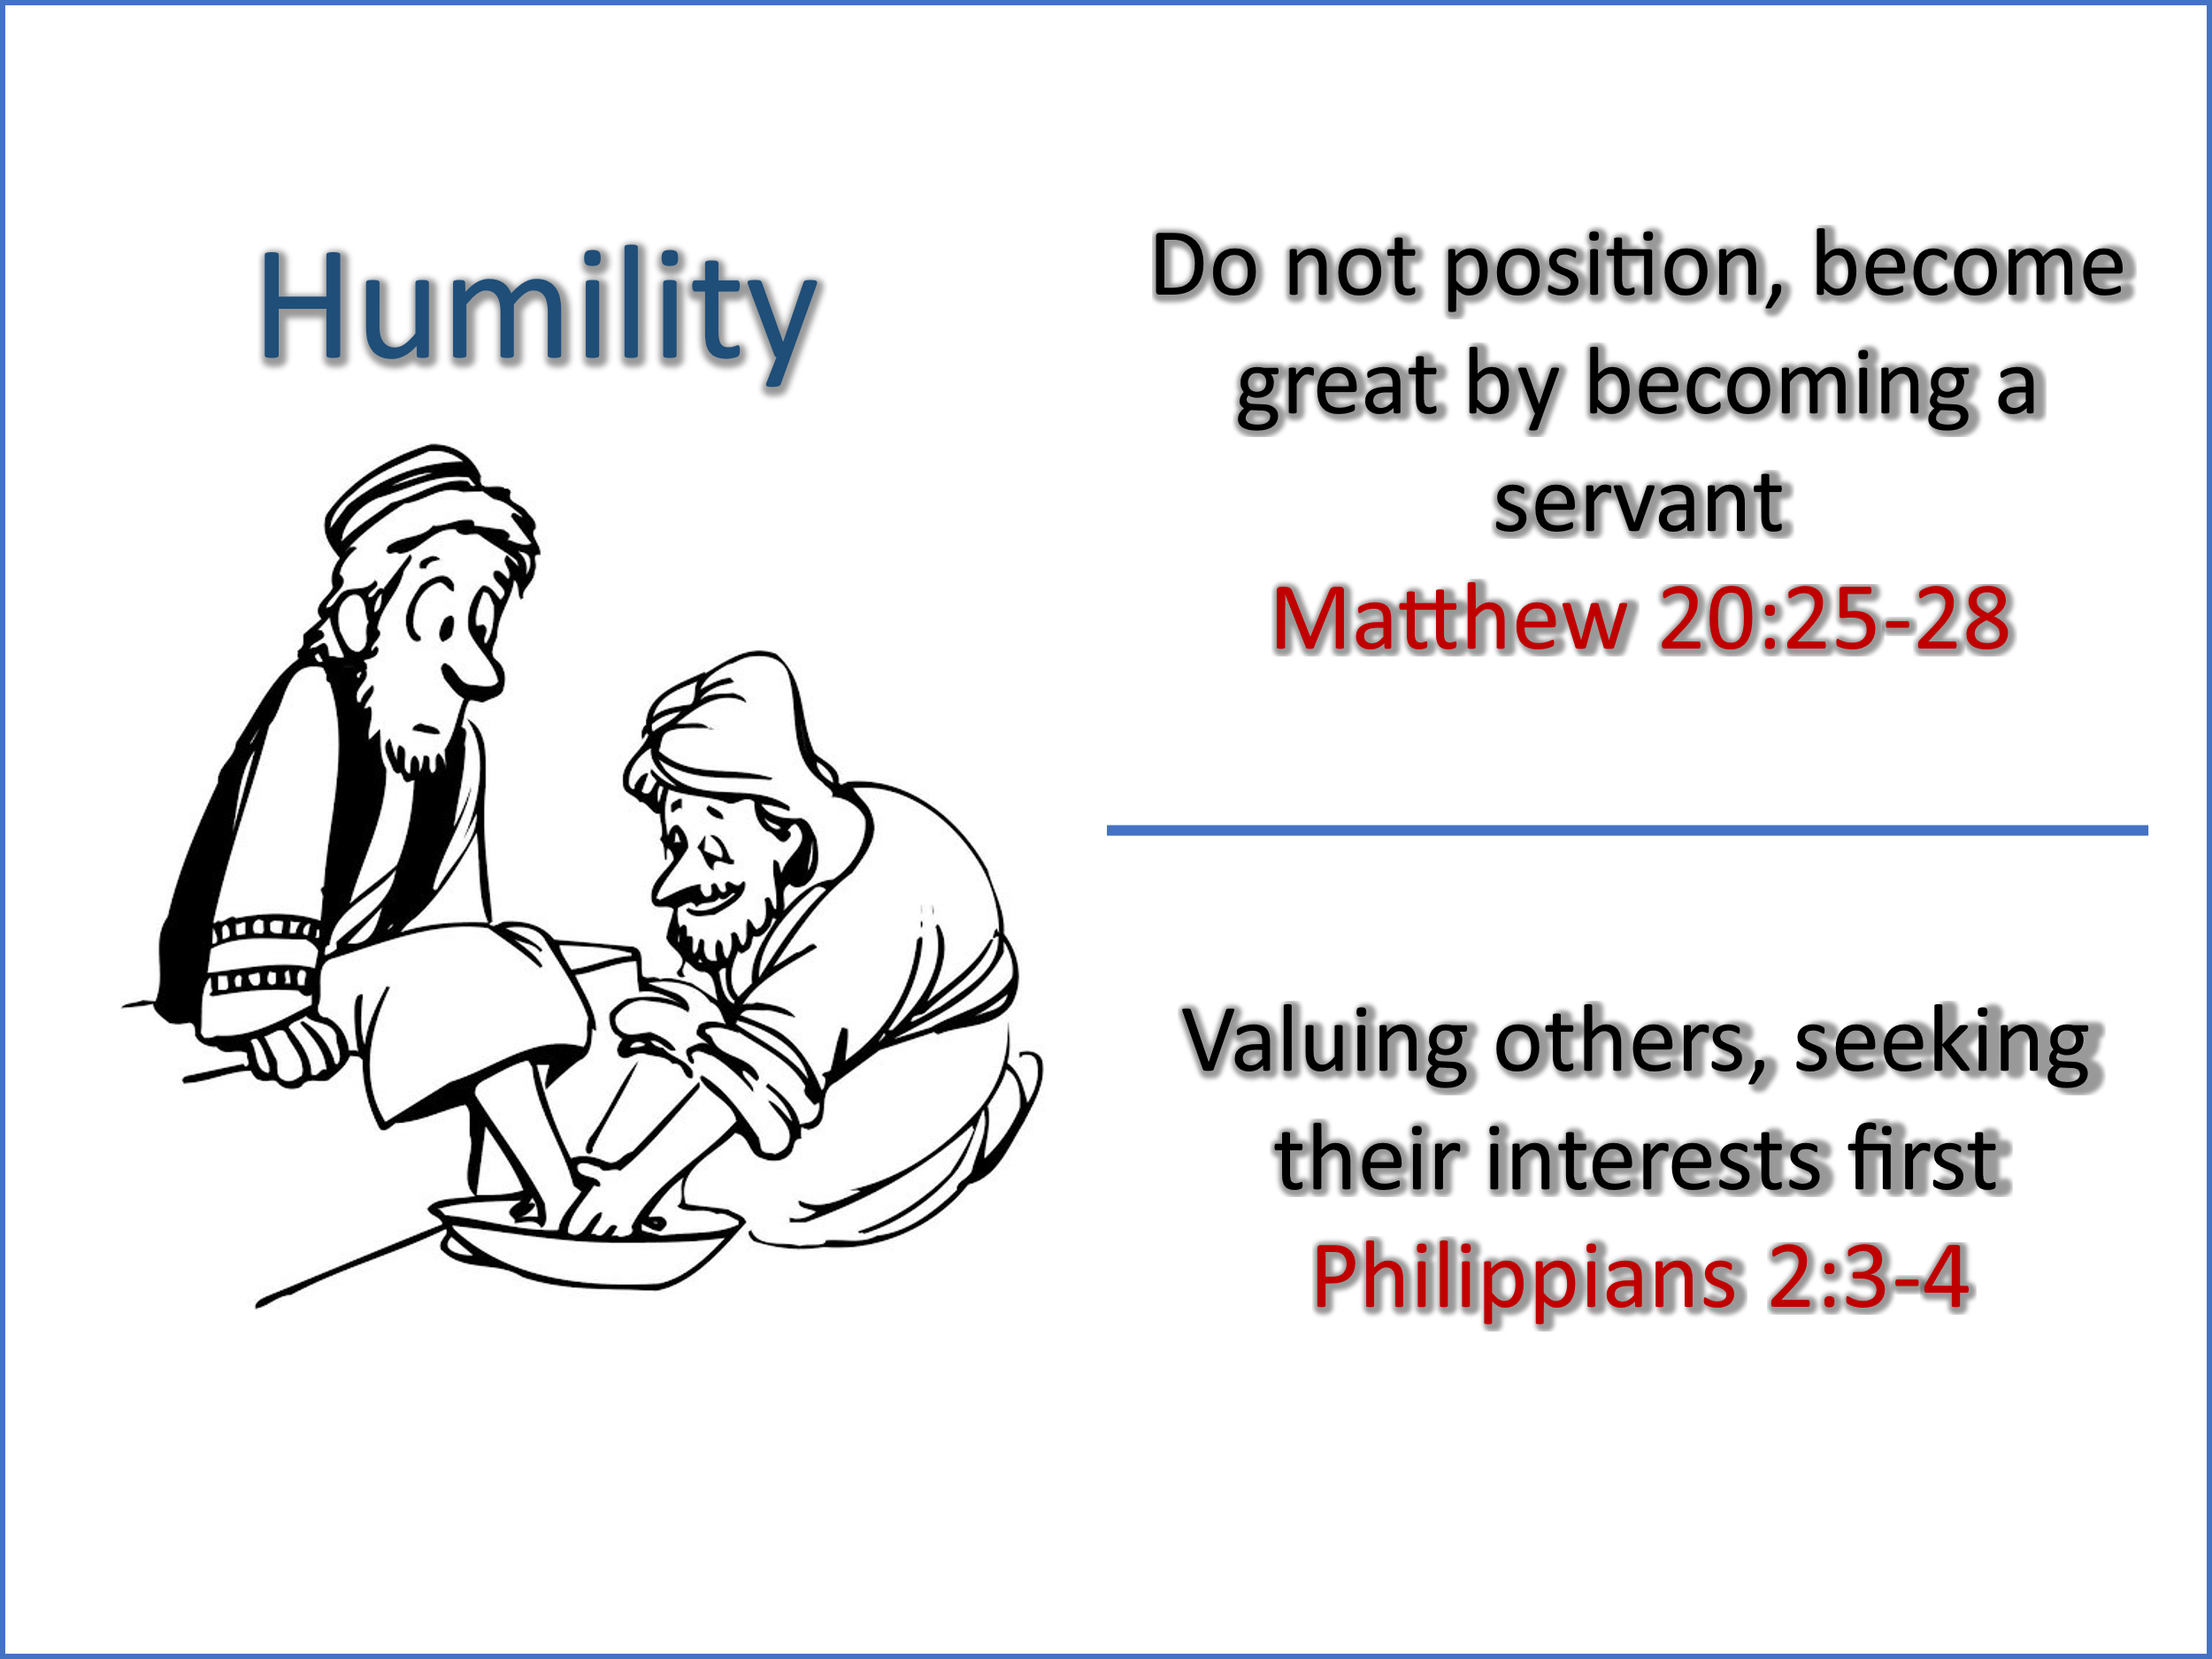 Humility
Do not position, become
great by becoming a
servant
Matthew 20:25-28
Valuing others, seeking
their interests first
Philippians 2:3-4